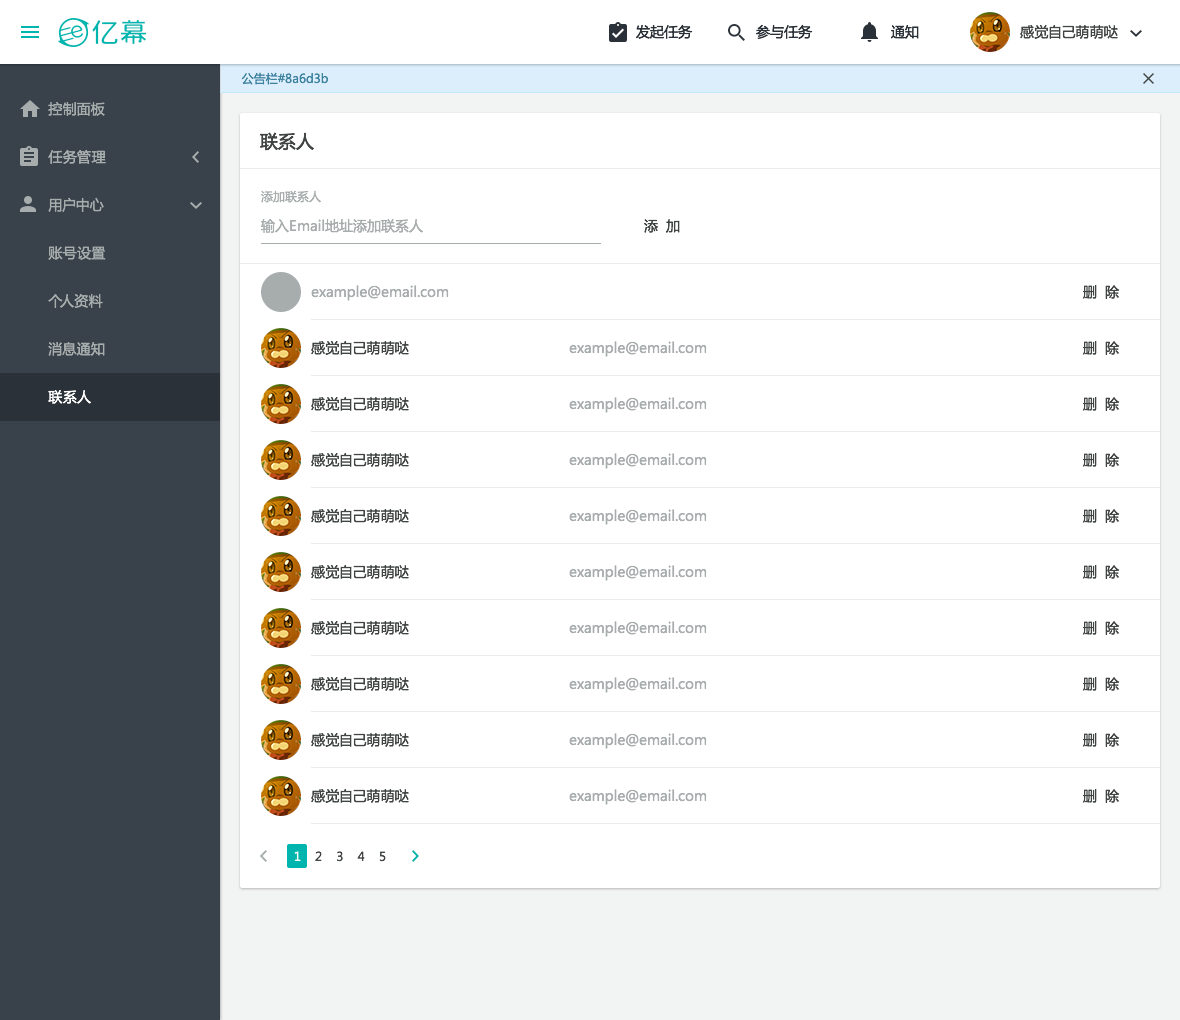 亿幕 发起任务 参与任务 通知 感觉自己萌萌哒
公告栏#8a6d3b
控制面板
任务管理
用户中心
账号设置
个人资料
消息通知
联系人
联系人
添加联系人
输入Email地址添加联系人 添 加
example@email.com 删 除
感觉自己萌萌哒 example@email.com 删 除
感觉自己萌萌哒 example@email.com 删 除
感觉自己萌萌哒 example@email.com 删 除
感觉自己萌萌哒 example@email.com 删 除
感觉自己萌萌哒 example@email.com 删 除
感觉自己萌萌哒 example@email.com 删 除
感觉自己萌萌哒 example@email.com 删 除
感觉自己萌萌哒 example@email.com 删 除
感觉自己萌萌哒 example@email.com 删 除
1 2 3 4 5